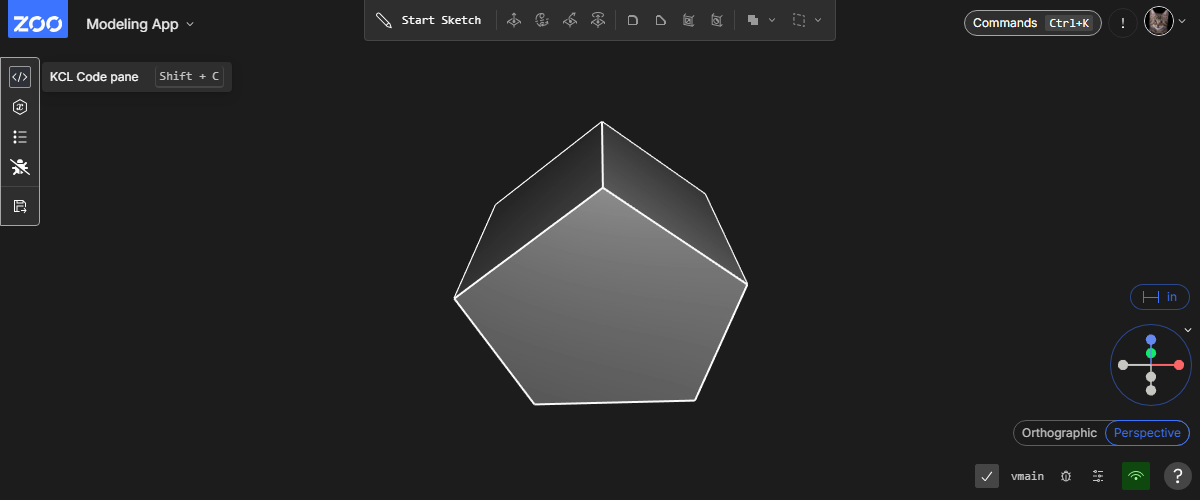 ZOO Modeling App
Start Sketch
Commands Ctrl+K
!
KCL Code pane Shift + C
in
Orthographic Perspective
vmain
?